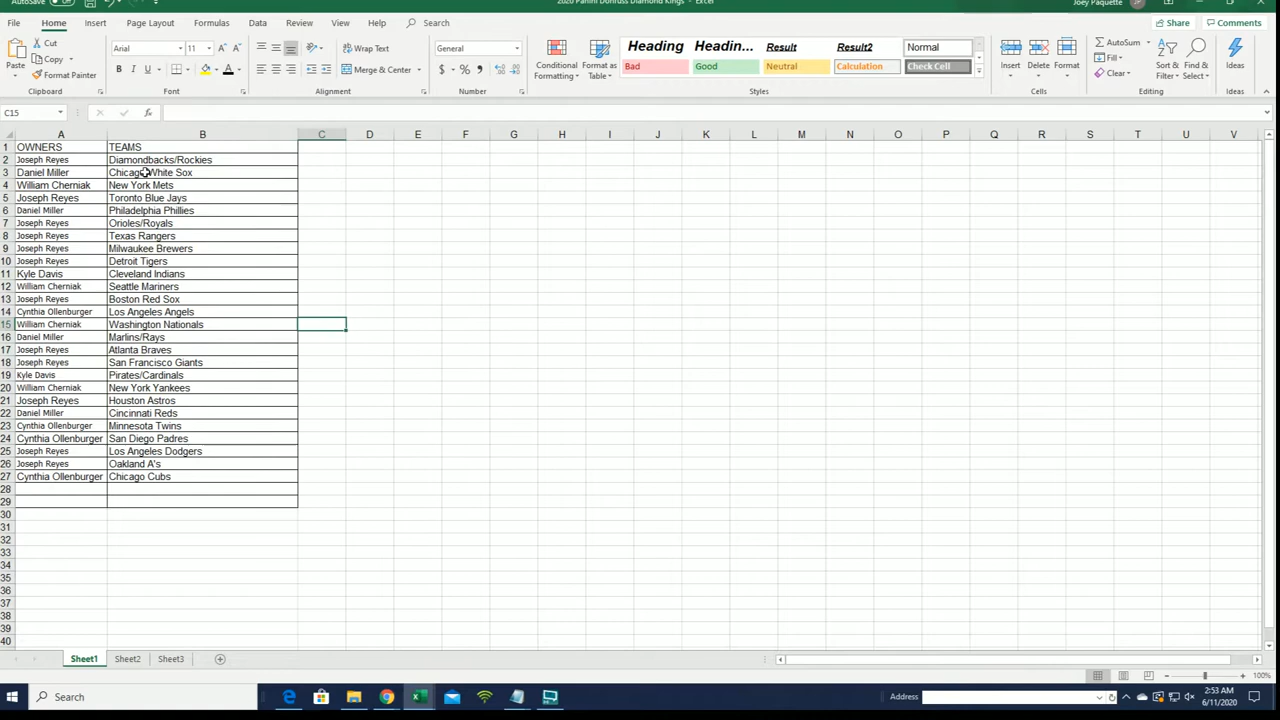 AutoSave
2020 Panini Donruss Diamond Kings - Excel
Joey Paquette
File Home Insert Page Layout Formulas Data Review View Help Search Share Comments
Paste Cut Copy Format Painter
Arial 11 B I U A
Wrap Text Merge & Center
General $ %
Conditional Formatting Format as Table
Heading Headin... Result Result2 Normal
Bad Good Neutral Calculation Check Cell
Insert Delete Format
AutoSum Fill Clear Sort & Filter Find & Select Ideas
Clipboard Font Alignment Number Styles Cells Editing Ideas
C15 fx
A B C D E F G H I J K L M N O P Q R S T U V
1 OWNERS TEAMS
2 Joseph Reyes Diamondbacks/Rockies
3 Daniel Miller Chicago White Sox
4 William Cherniak New York Mets
5 Joseph Reyes Toronto Blue Jays
6 Daniel Miller Philadelphia Phillies
7 Joseph Reyes Orioles/Royals
8 Joseph Reyes Texas Rangers
9 Joseph Reyes Milwaukee Brewers
10 Joseph Reyes Detroit Tigers
11 Kyle Davis Cleveland Indians
12 William Cherniak Seattle Mariners
13 Joseph Reyes Boston Red Sox
14 Cynthia Ollenburger Los Angeles Angels
15 William Cherniak Washington Nationals
16 Daniel Miller Marlins/Rays
17 Joseph Reyes Atlanta Braves
18 Joseph Reyes San Francisco Giants
19 Kyle Davis Pirates/Cardinals
20 William Cherniak New York Yankees
21 Joseph Reyes Houston Astros
22 Daniel Miller Cincinnati Reds
23 Cynthia Ollenburger Minnesota Twins
24 Cynthia Ollenburger San Diego Padres
25 Joseph Reyes Los Angeles Dodgers
26 Joseph Reyes Oakland A's
27 Cynthia Ollenburger Chicago Cubs
28
29
30
31
32
33
34
35
36
37
38
39
40
Sheet1 Sheet2 Sheet3
100%
Search Address 2:53 AM
6/11/2020